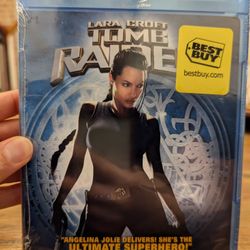 LARA CROFT
TOMB
RAIDER
BEST
BUY
bestbuy.com
"ANGELINA JOLIE DELIVERS! SHE'S THE
ULTIMATE SUPERHERO!"